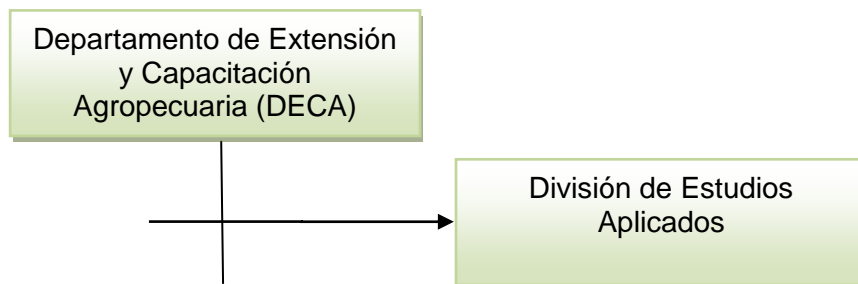 Departamento de Extensión
y Capacitación
Agropecuaria (DECA)
División de Estudios
Aplicados